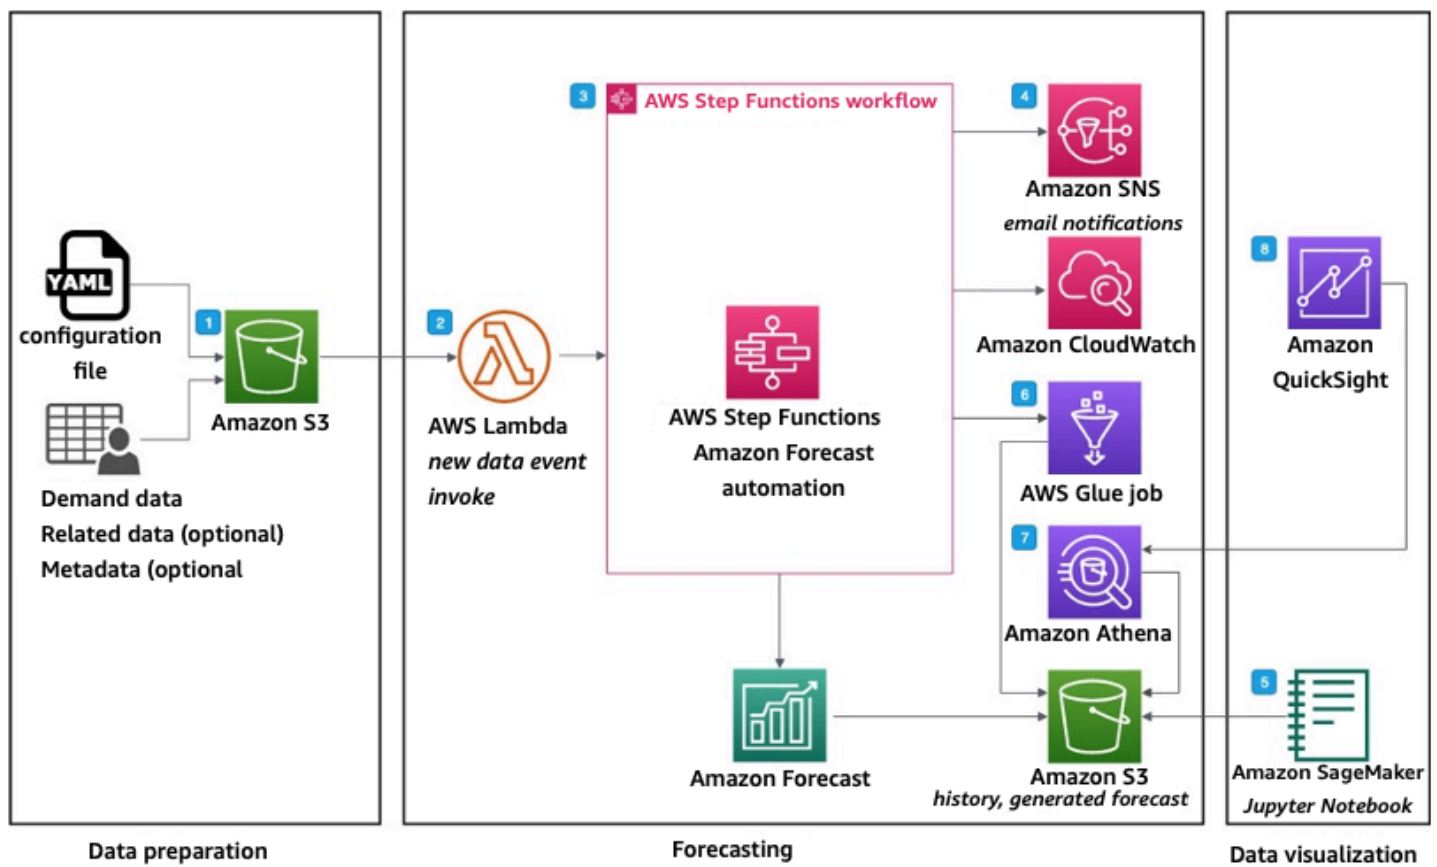 YAML
configuration
file
Demand data
Related data (optional)
Metadata (optional
1
Amazon S3
Data preparation
2
AWS Lambda
new data event
invoke
3
AWS Step Functions workflow
AWS Step Functions
Amazon Forecast
automation
Amazon Forecast
4
Amazon SNS
email notifications
Amazon CloudWatch
6
AWS Glue job
7
Amazon Athena
Amazon S3
history, generated forecast
Forecasting
8
Amazon
QuickSight
5
Amazon SageMaker
Jupyter Notebook
Data visualization